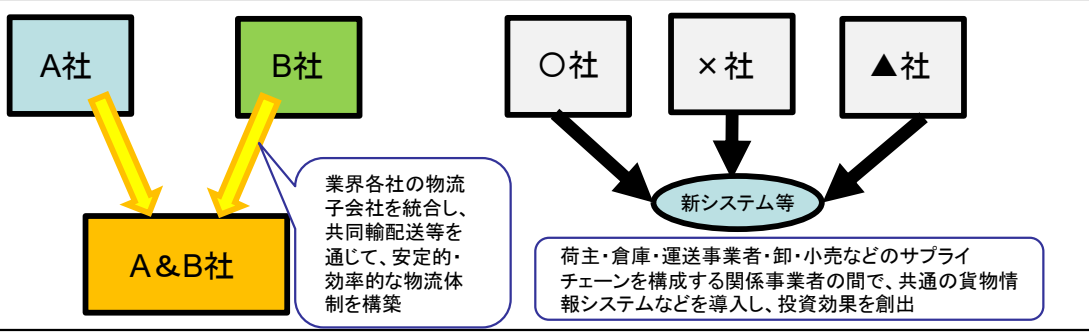 A社
B社
A＆B社
業界各社の物流
子会社を統合し、
共同輸配送等を
通じて、安定的・
効率的な物流体
制を構築
〇社
×社
▲社
新システム等
荷主・倉庫・運送事業者・卸・小売などのサプライ
チェーンを構成する関係事業者の間で、共通の貨物情
報システムなどを導入し、投資効果を創出